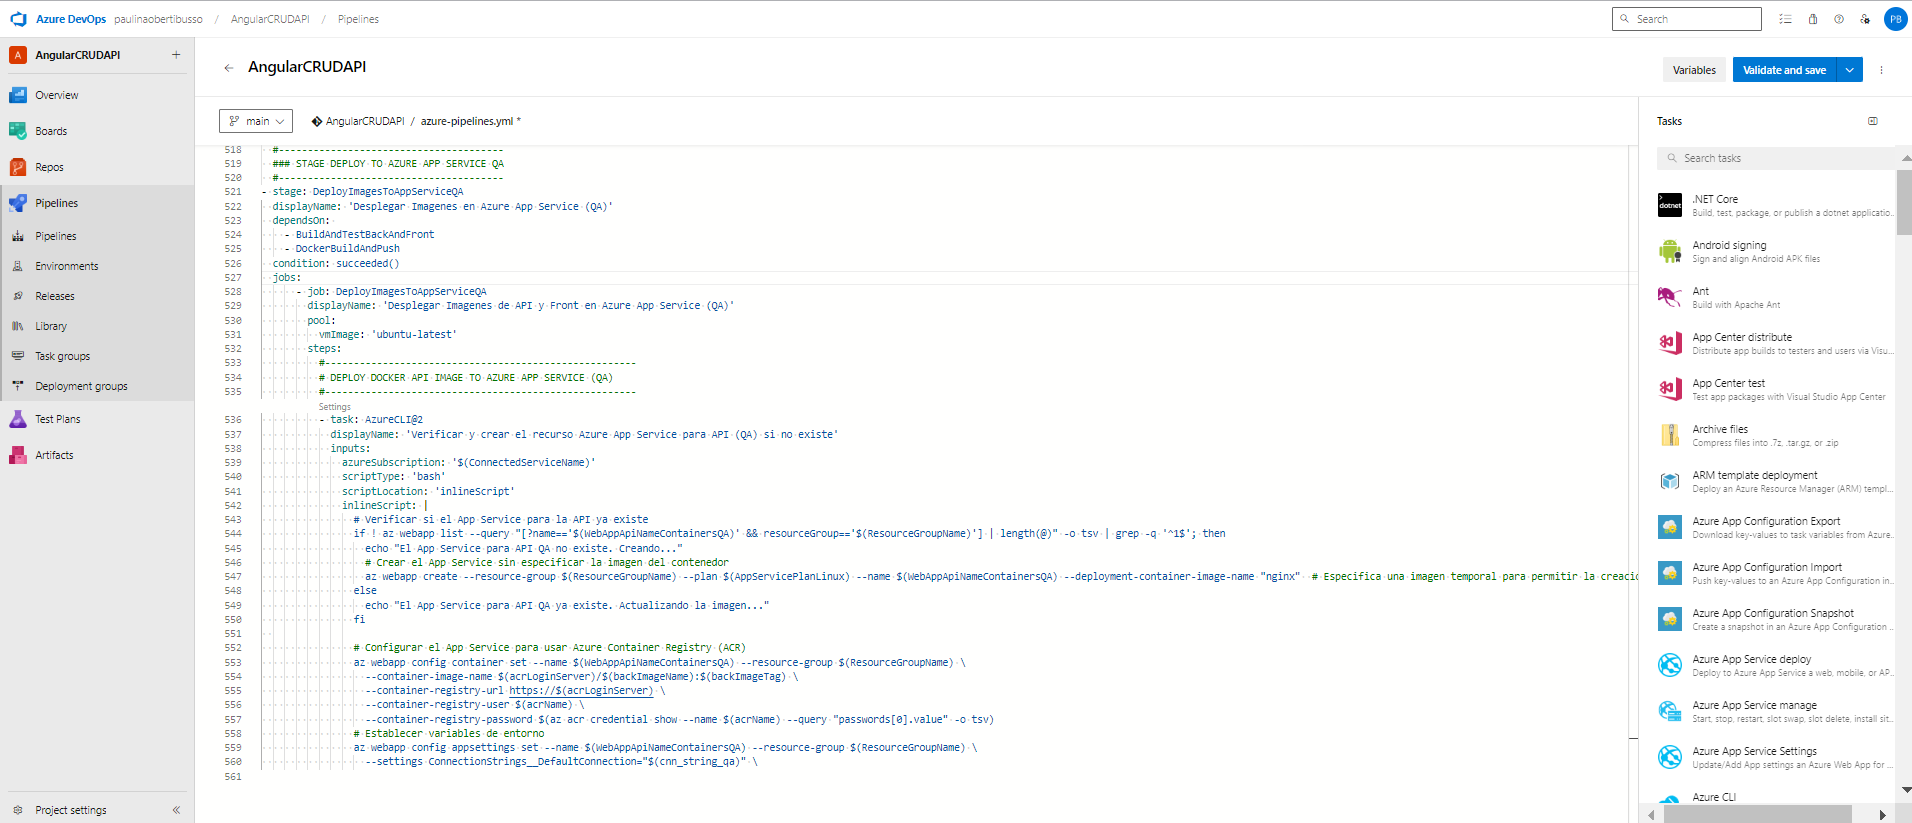 Azure DevOps paulinaobertibusso / AngularCRUDAPI / Pipelines
Search
PB
A AngularCRUDAPI +
Overview
Boards
Repos
Pipelines
Pipelines
Environments
Releases
Library
Task groups
Deployment groups
Test Plans
Artifacts
Project settings
AngularCRUDAPI
Variables
Validate and save
main
AngularCRUDAPI / azure-pipelines.yml *
518 #---------------------------------------
519 ### STAGE DEPLOY TO AZURE APP SERVICE QA
520 #---------------------------------------
521 - stage: DeployImagesToAppServiceQA
522 displayName: 'Desplegar Imagenes en Azure App Service (QA)'
523 dependsOn:
524 - BuildAndTestBackAndFront
525 - DockerBuildAndPush
526 condition: succeeded()
527 jobs:
528 - job: DeployImagesToAppServiceQA
529 displayName: 'Desplegar Imagenes de API y Front en Azure App Service (QA)'
530 pool:
531 vmImage: 'ubuntu-latest'
532 steps:
533 #------------------------------------------------------
534 # DEPLOY DOCKER API IMAGE TO AZURE APP SERVICE (QA)
535 #------------------------------------------------------
Settings
536 - task: AzureCLI@2
537 displayName: 'Verificar y crear el recurso Azure App Service para API (QA) si no existe'
538 inputs:
539 azureSubscription: '$(ConnectedServiceName)'
540 scriptType: 'bash'
541 scriptLocation: 'inlineScript'
542 inlineScript: |
543 # Verificar si el App Service para la API ya existe
544 if ! az webapp list --query "[?name=='$(WebAppApiNameContainersQA)' && resourceGroup=='$(ResourceGroupName)'] | length(@)" -o tsv | grep -q '^1$'; then
545 echo "El App Service para API QA no existe. Creando..."
546 # Crear el App Service sin especificar la imagen del contenedor
547 az webapp create --resource-group $(ResourceGroupName) --plan $(AppServicePlanLinux) --name $(WebAppApiNameContainersQA) --deployment-container-image-name "nginx" # Especifica una imagen temporal para permitir la creaci
548 else
549 echo "El App Service para API QA ya existe. Actualizando la imagen..."
550 fi
551
552 # Configurar el App Service para usar Azure Container Registry (ACR)
553 az webapp config container set --name $(WebAppApiNameContainersQA) --resource-group $(ResourceGroupName) \
554 --container-image-name $(acrLoginServer)/$(backImageName):$(backImageTag) \
555 --container-registry-url https://$(acrLoginServer) \
556 --container-registry-user $(acrName) \
557 --container-registry-password $(az acr credential show --name $(acrName) --query "passwords[0].value" -o tsv)
558 # Establecer variables de entorno
559 az webapp config appsettings set --name $(WebAppApiNameContainersQA) --resource-group $(ResourceGroupName) \
560 --settings ConnectionStrings__DefaultConnection="$(cnn_string_qa)" \
561
Tasks
Search tasks
dotnet
.NET Core
Build, test, package, or publish a dotnet applicatio...
Android signing
Sign and align Android APK files
Ant
Build with Apache Ant
App Center distribute
Distribute app builds to testers and users via Visu...
App Center test
Test app packages with Visual Studio App Center
Archive files
Compress files into .7z, .tar.gz, or .zip
ARM template deployment
Deploy an Azure Resource Manager (ARM) templ...
Azure App Configuration Export
Download key-values to task variables from Azure...
Azure App Configuration Import
Push key-values to an Azure App Configuration in...
Azure App Configuration Snapshot
Create a snapshot in an Azure App Configuration ...
Azure App Service deploy
Deploy to Azure App Service a web, mobile, or AP...
Azure App Service manage
Start, stop, restart, slot swap, slot delete, install sit...
Azure App Service Settings
Update/Add App settings an Azure Web App for ...
Azure CLI